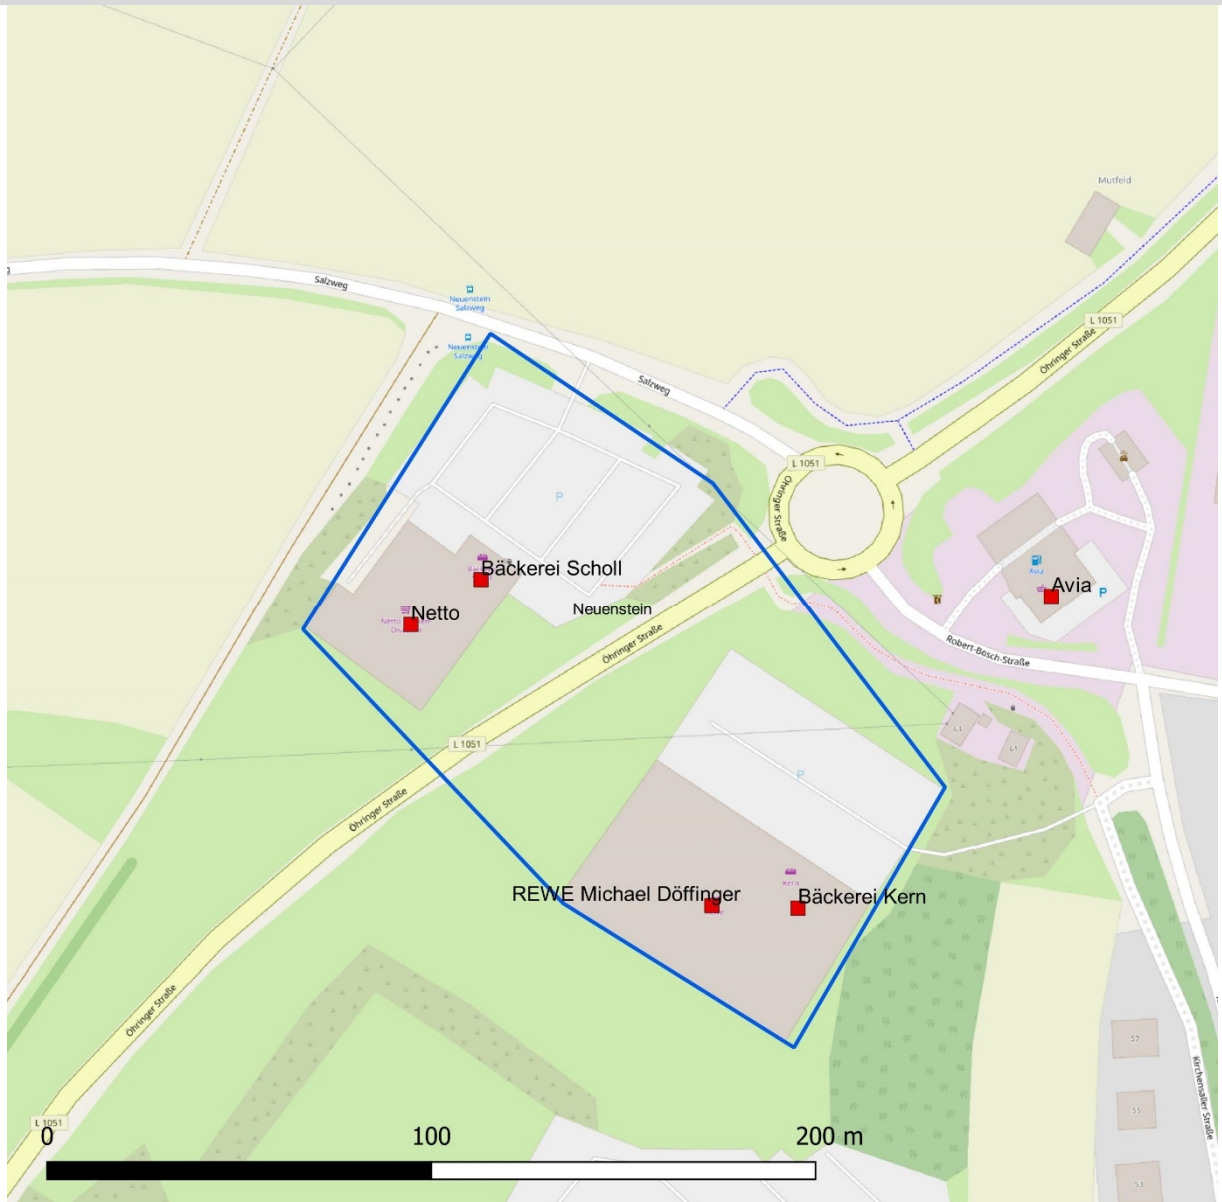 Mutfeld
Salzweg
Neuenstein
Salzweg
L 1051
Neuenstein
Salzweg
Öhringer Straße
Salzweg
L 1051
Öhringer Straße
P
Avia
Bäckerei Scholl
Avia
P
Netto
Neuenstein
Öhringer Straße
Robert-Bosch-Straße
63
61
L 1051
P
Öhringer Straße
Kern
REWE Michael Döffinger
Bäckerei Kern
Öhringer Straße
57
Kirchensaller Straße
55
L 1051
0 100 200 m
53